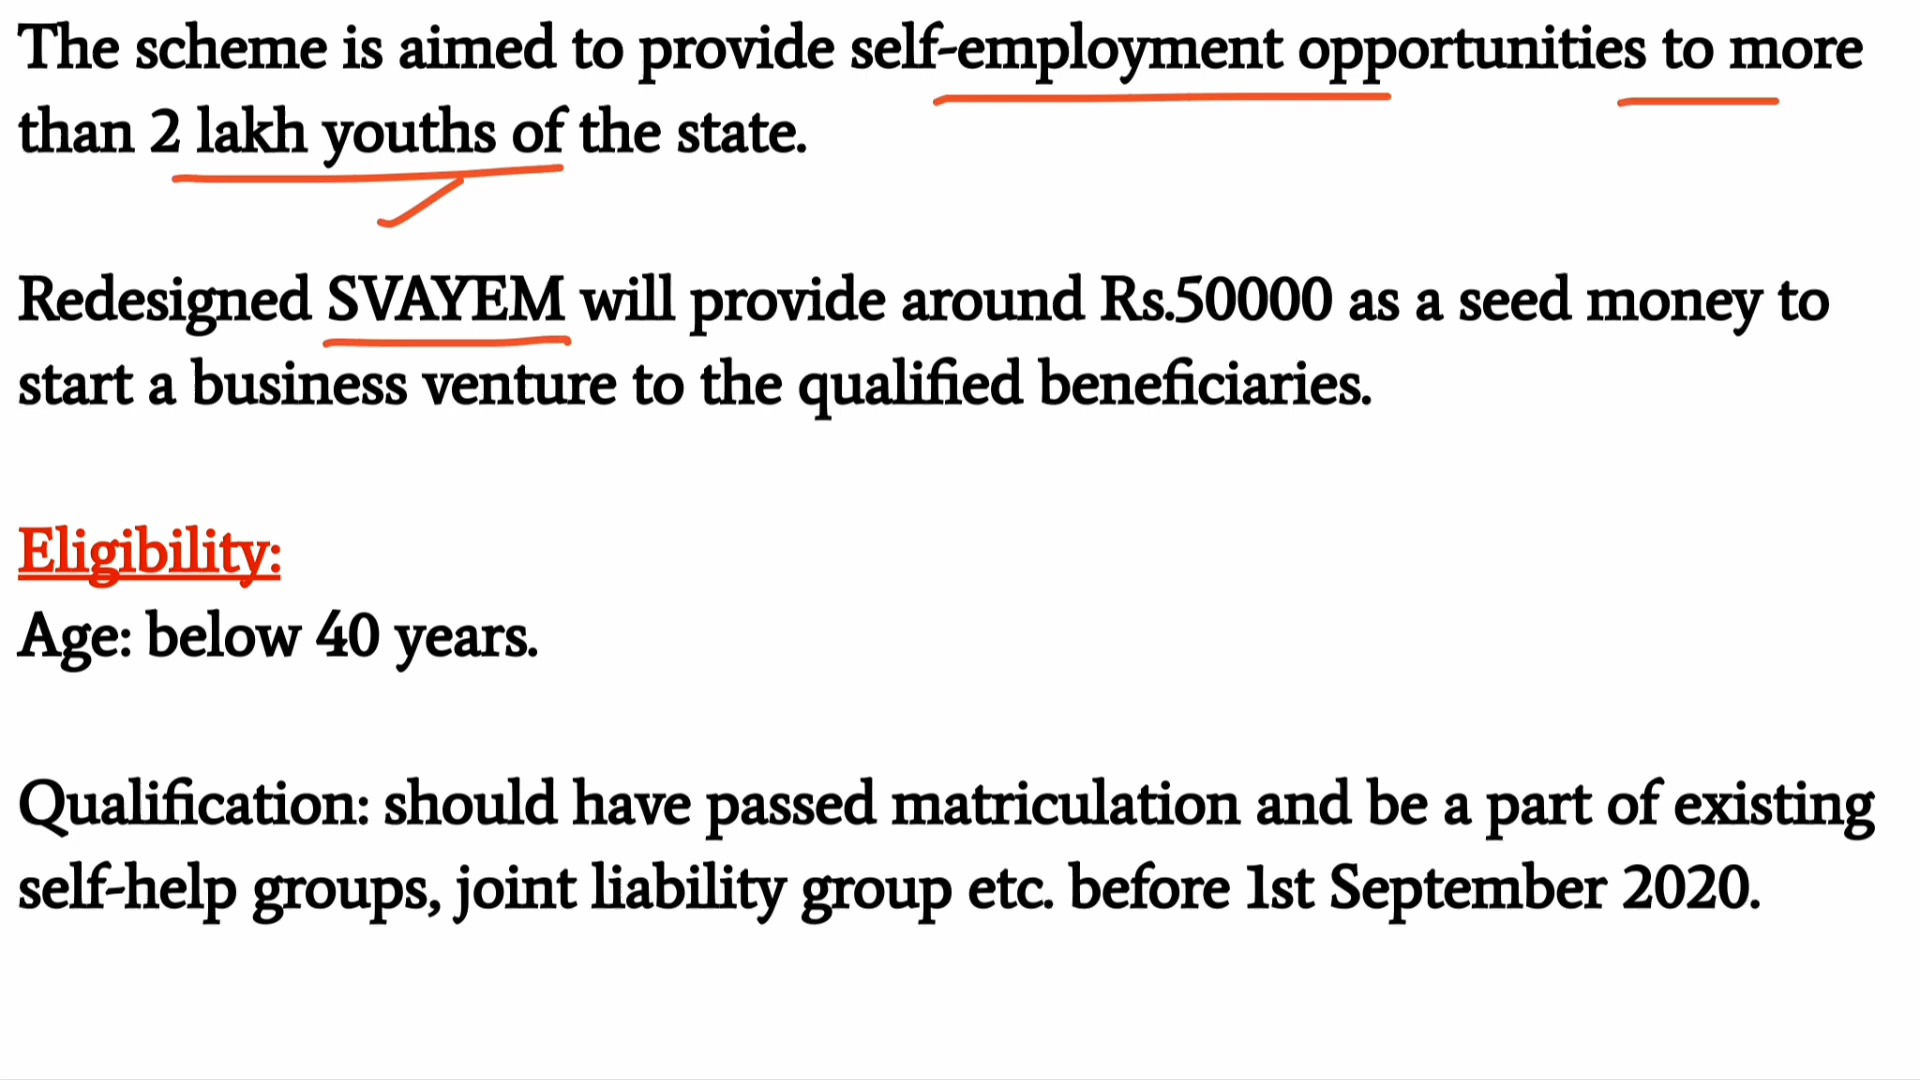 The scheme is aimed to provide self-employment opportunities to more
than 2 lakh youths of the state.
Redesigned SVAYEM will provide around Rs.50000 as a seed money to
start a business venture to the qualified beneficiaries.
Eligibility:
Age: below 40 years.
Qualification: should have passed matriculation and be a part of existing
self-help groups, joint liability group etc. before 1st September 2020.